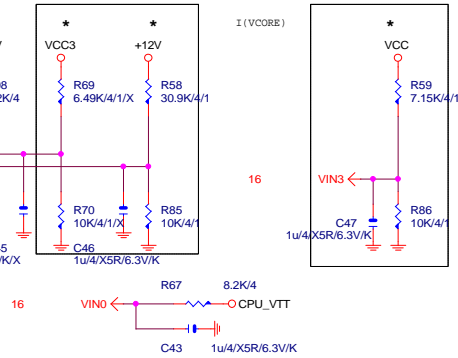 *
*
I(VCORE)
*
VCC3
+12V
VCC
R69
6.49K/4/1/X
R58
30.9K/4/1
R59
7.15K/4/1
16
VIN3
R70
10K/4/1/X
R85
10K/4/1
C47
1u/4/X5R/6.3V/K
R86
10K/4/1
C46
1u/4/X5R/6.3V/K
R67
8.2K/4
16
VIN0
CPU_VTT
C43
1u/4/X5R/6.3V/K